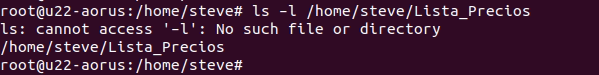 root@u22-aorus:/home/steve# ls –l /home/steve/Lista_Precios
ls: cannot access '–l': No such file or directory
/home/steve/Lista_Precios
root@u22-aorus:/home/steve#